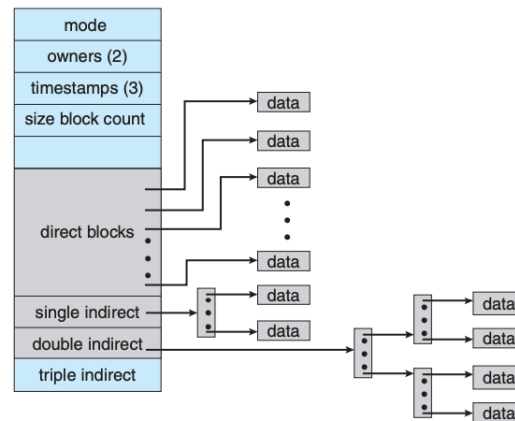 mode
owners (2)
timestamps (3)
size block count
data
data
data
direct blocks
data
single indirect
data
data
double indirect
data
data
triple indirect
data
data